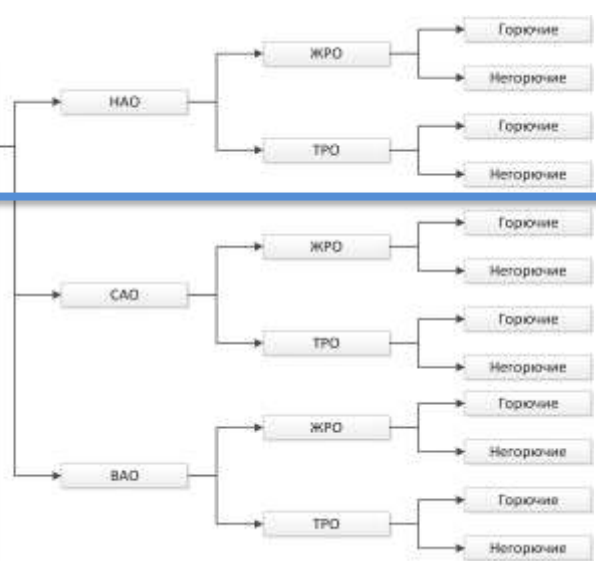 Горючие
ЖРО
Негорючие
НАО
Горючие
ТРО
Негорючие
Горючие
ЖРО
Негорючие
САО
Горючие
ТРО
Негорючие
Горючие
ЖРО
Негорючие
ВАО
Горючие
ТРО
Негорючие